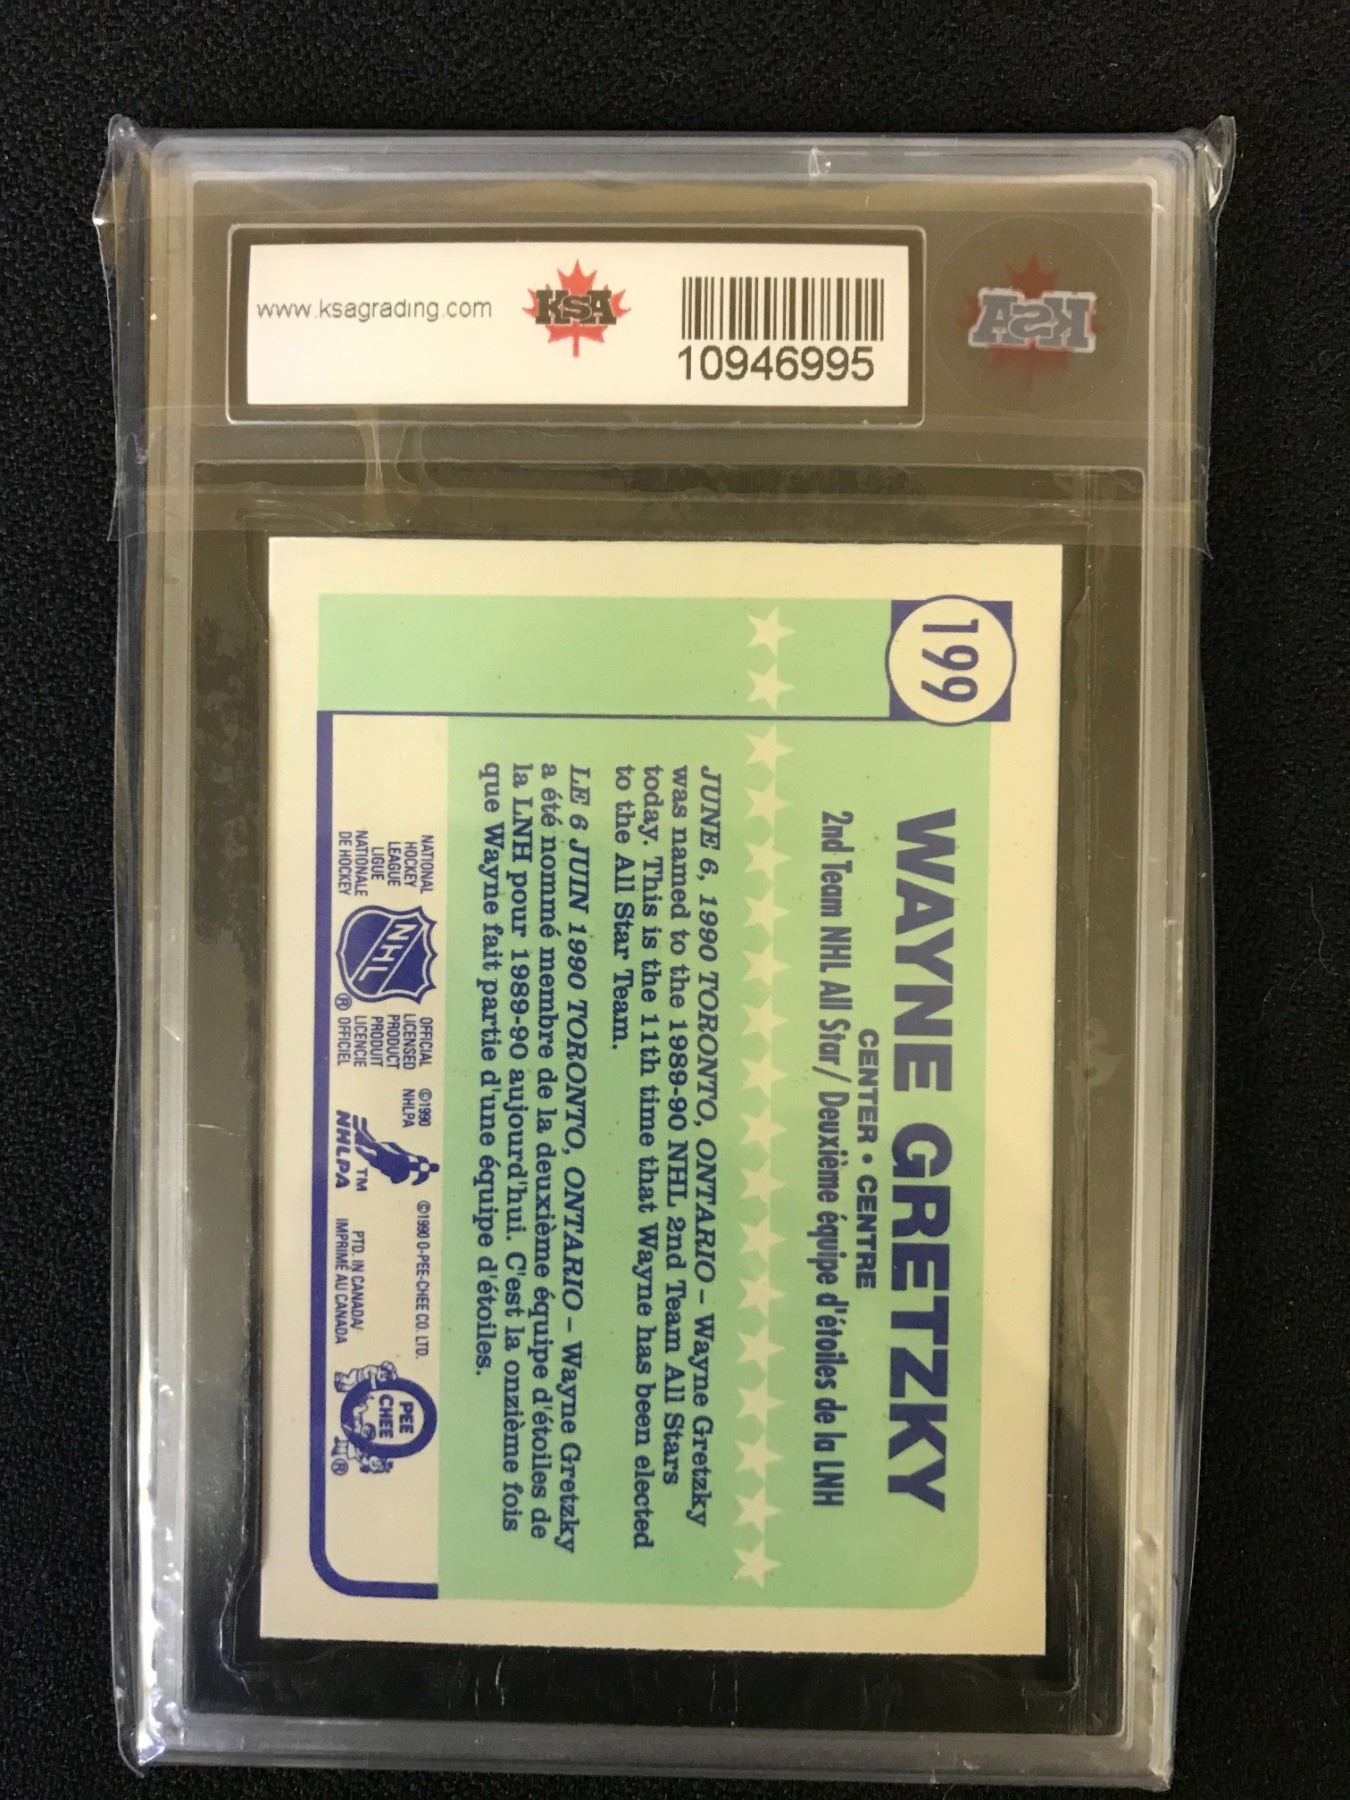 www.ksagrading.com
KSA
10946995
KSA
199
WAYNE GRETZKY
CENTER • CENTRE
2nd Team NHL All Star/ Deuxième équipe d'étoiles de la LNH
JUNE 6, 1990 TORONTO, ONTARIO – Wayne Gretzky
was named to the 1989-90 NHL 2nd Team All Stars
today. This is the 11th time that Wayne has been elected
to the All Star Team.
LE 6 JUIN 1990 TORONTO, ONTARIO – Wayne Gretzky
a été nommé membre de la deuxième équipe d'étoiles de
la LNH pour 1989-90 aujourd'hui. C'est la onzième fois
que Wayne fait partie d'une équipe d'étoiles.
NATIONAL
HOCKEY
LEAGUE
LIGUE
NATIONALE
DE HOCKEY
NHL
®
OFFICIAL
LICENSED
PRODUCT
PRODUIT
LICENCIE
OFFICIEL
©1990
NHLPA
TM
NHLPA
©1990 O-PEE-CHEE CO. LTD.
PTD. IN CANADA/
IMPRIMÉ AU CANADA
O
PEE
CHEE
®